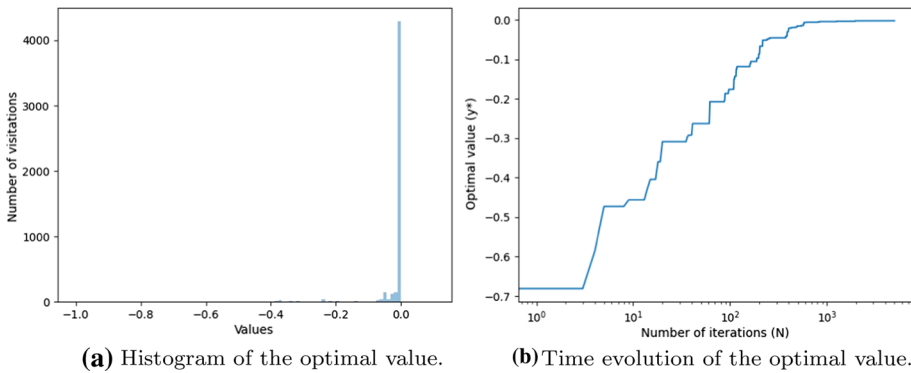 4000
3000
2000
1000
0
Number of visitations
−1.0 −0.8 −0.6 −0.4 −0.2 0.0
Values
(a) Histogram of the optimal value.
0.0
−0.1
−0.2
−0.3
−0.4
−0.5
−0.6
−0.7
Optimal value (y*)
10⁰ 10¹ 10² 10³
Number of iterations (N)
(b) Time evolution of the optimal value.